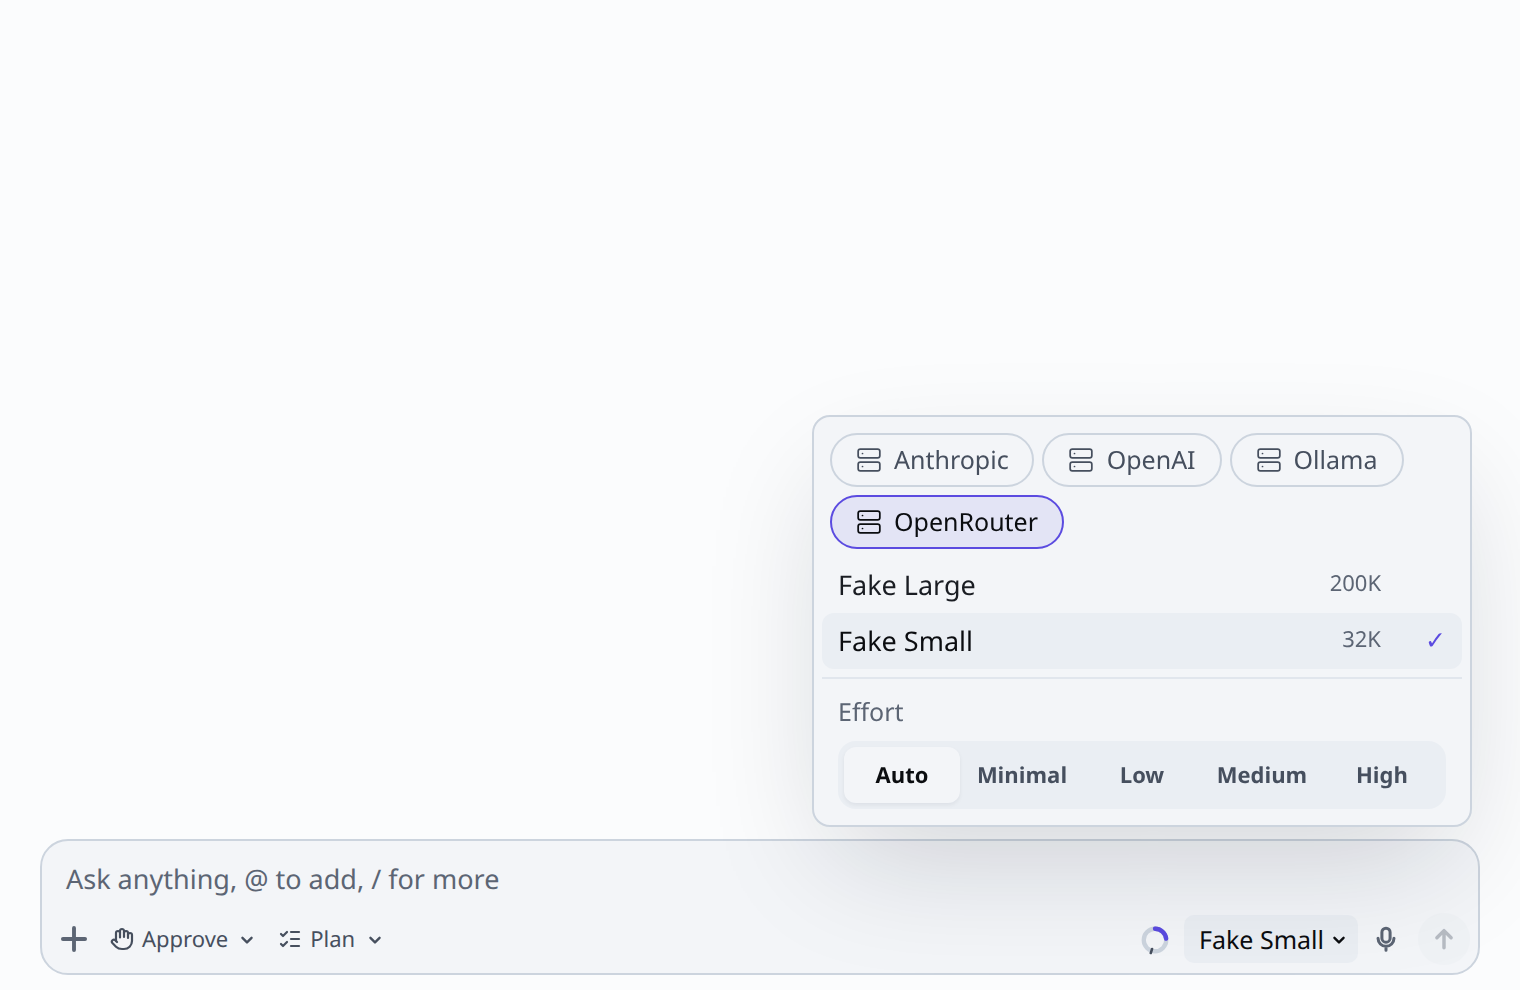 Anthropic OpenAI Ollama
OpenRouter
Fake Large 200K
Fake Small 32K ✓
Effort
Auto Minimal Low Medium High
Ask anything, @ to add, / for more
Approve Plan Fake Small